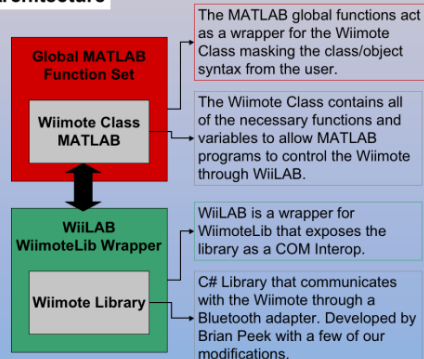 The MATLAB global functions act
as a wrapper for the Wiimote
Class masking the class/object
syntax from the user.
Global MATLAB
Function Set
Wiimote Class
MATLAB
The Wiimote Class contains all
of the necessary functions and
variables to allow MATLAB
programs to control the Wiimote
through WiiLAB.
WiiLAB
WiimoteLib Wrapper
WiiLAB is a wrapper for
WiimoteLib that exposes the
library as a COM Interop.
Wiimote Library
C# Library that communicates
with the Wiimote through a
Bluetooth adapter. Developed by
Brian Peek with a few of our
modifications.